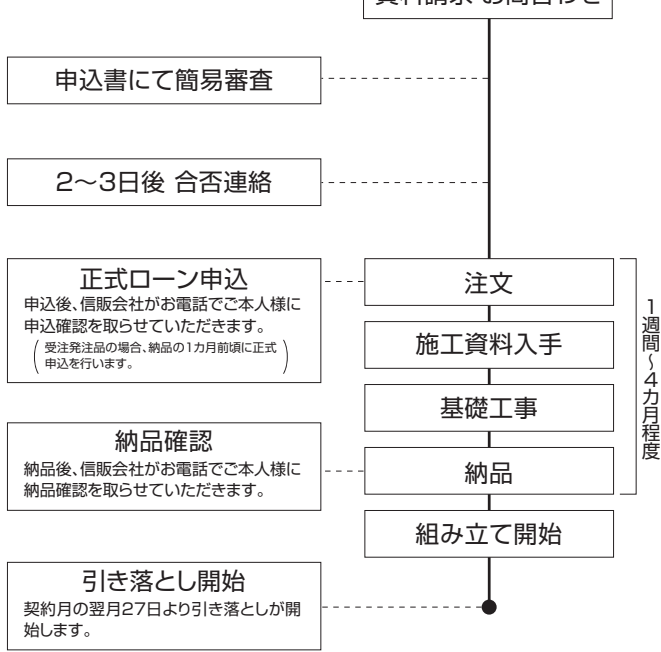 資料請求 お問合わせ
申込書にて簡易審査
2〜3日後 合否連絡
正式ローン申込
申込後、信販会社がお電話でご本人様に
申込確認を取らせていただきます。
(受注発注品の場合、納品の1カ月前頃に正式
申込を行います。)
注文
施工資料入手
基礎工事
1週間〜4カ月程度
納品確認
納品後、信販会社がお電話でご本人様に
納品確認を取らせていただきます。
納品
組み立て開始
引き落とし開始
契約月の翌月27日より引き落としが開
始します。